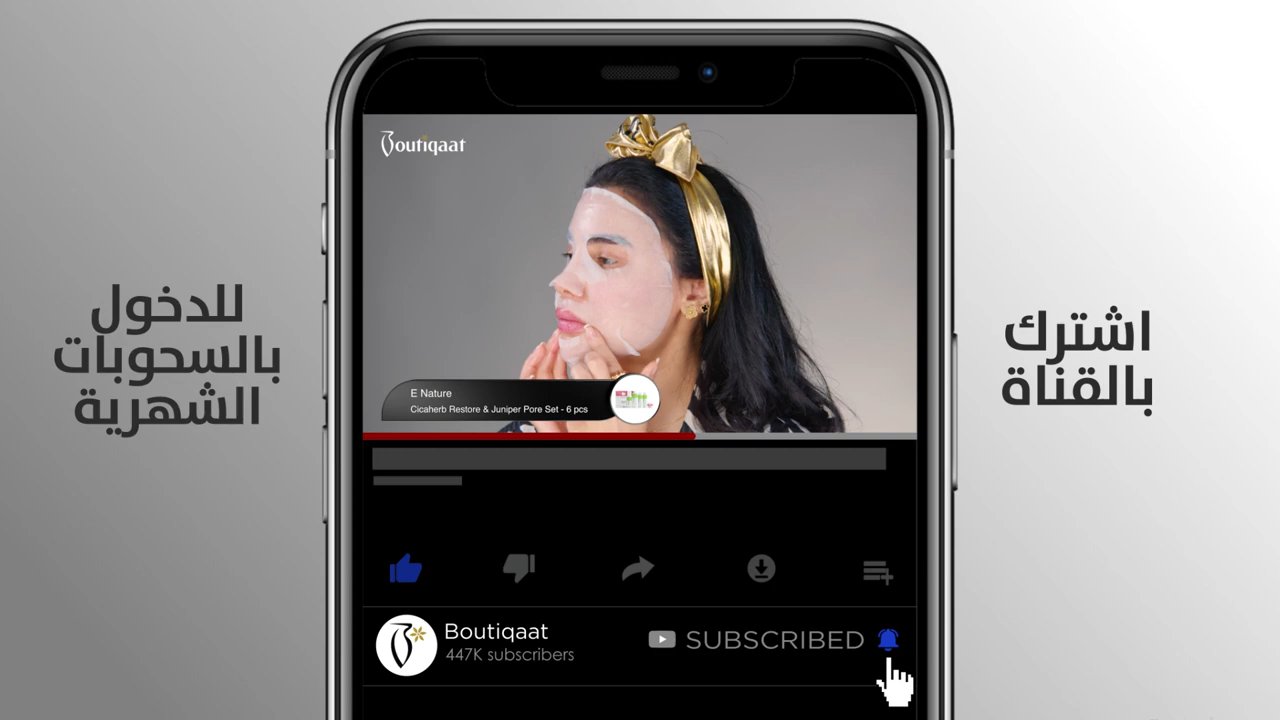 اشترك
بالقناة
للدخول
بالسحوبات
الشهرية
Boutiqaat
E Nature
Cicaherb Restore & Juniper Pore Set - 6 pcs
Boutiqaat
447K subscribers
SUBSCRIBED